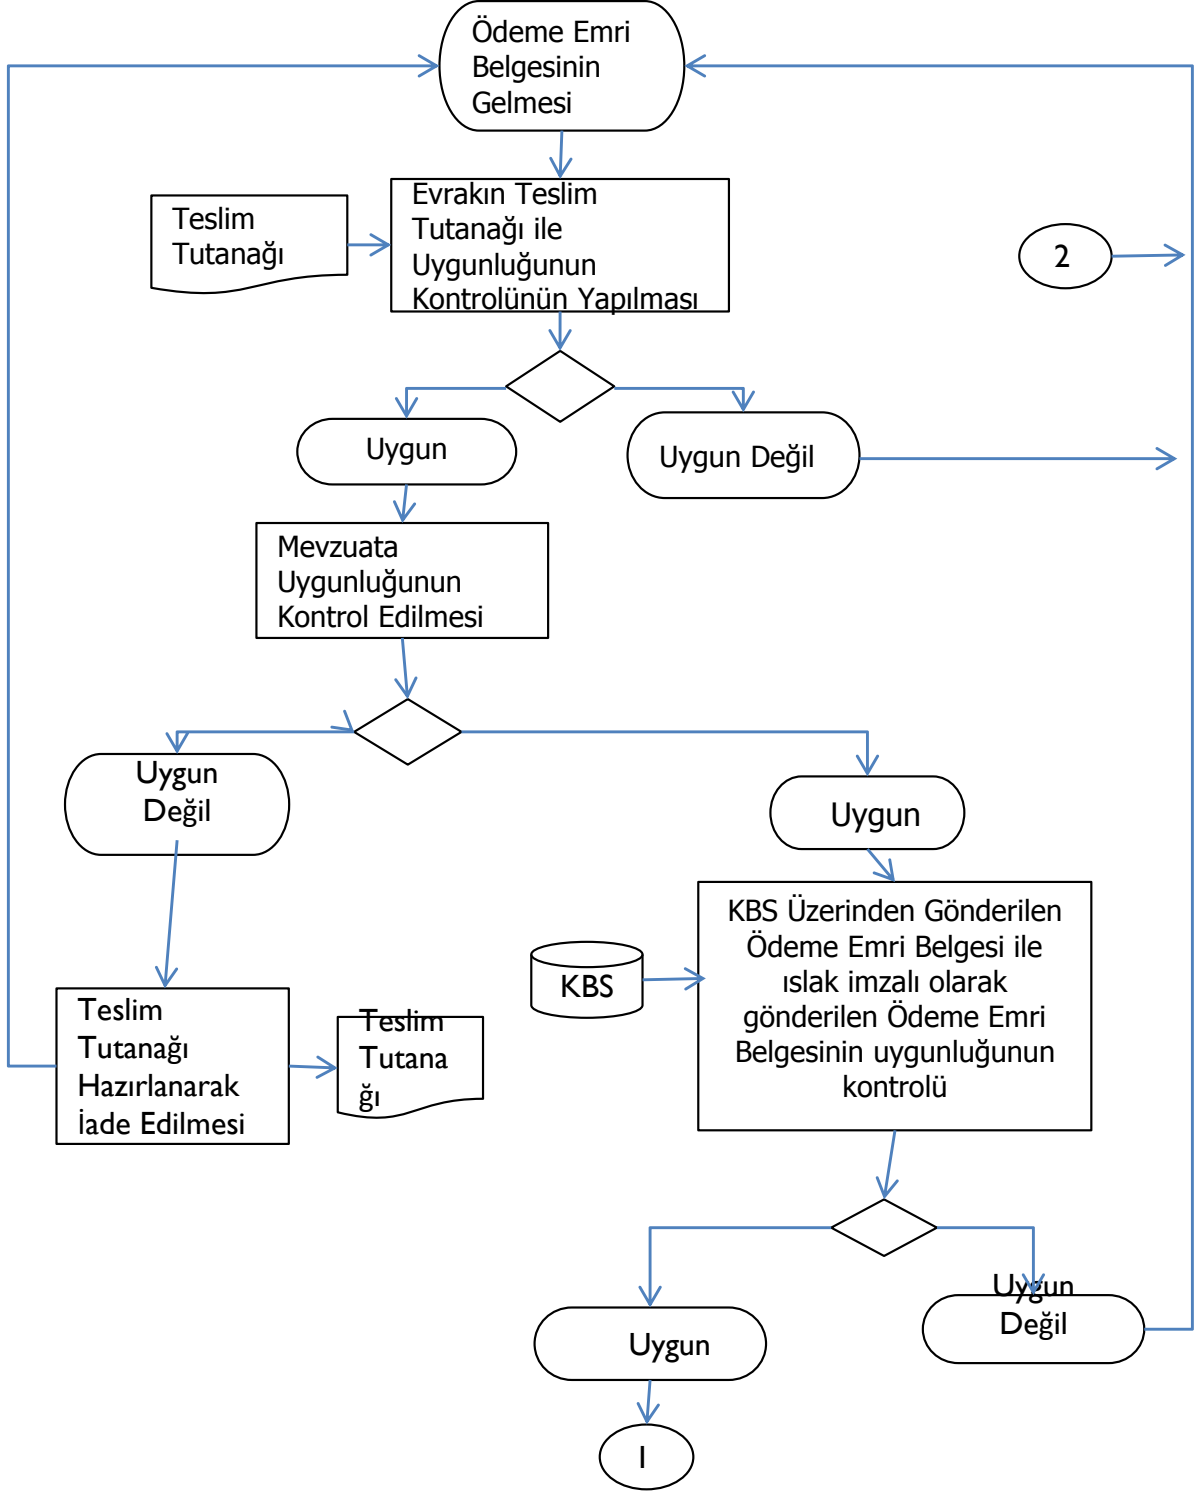 Ödeme Emri
Belgesinin
Gelmesi
Teslim
Tutanağı
Evrakın Teslim
Tutanağı ile
Uygunluğunun
Kontrolünün Yapılması
2
Uygun
Uygun Değil
Mevzuata
Uygunluğunun
Kontrol Edilmesi
Uygun
Değil
Uygun
KBS Üzerinden Gönderilen
Ödeme Emri Belgesi ile
ıslak imzalı olarak
gönderilen Ödeme Emri
Belgesinin uygunluğunun
kontrolü
KBS
Teslim
Tutanağı
Hazırlanarak
İade Edilmesi
Teslim
Tutana
ğı
Uygun
Uygun
Değil
1